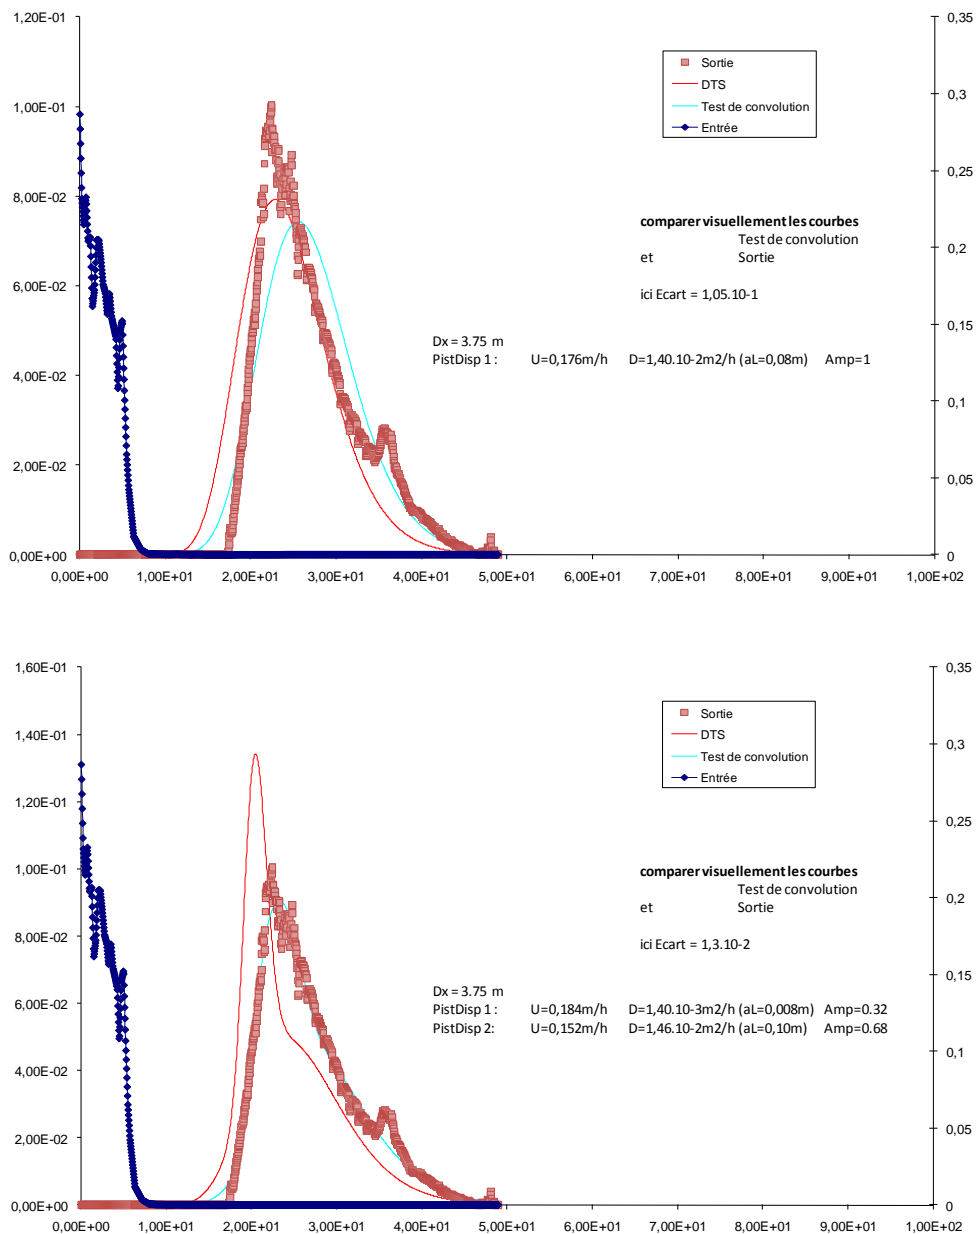 1,20E-01
1,00E-01
8,00E-02
6,00E-02
4,00E-02
2,00E-02
0,00E+00
0,35
0,3
0,25
0,2
0,15
0,1
0,05
0
0,00E+00 1,00E+01 2,00E+01 3,00E+01 4,00E+01 5,00E+01 6,00E+01 7,00E+01 8,00E+01 9,00E+01 1,00E+02
Sortie
DTS
Test de convolution
Entrée
comparer visuellement les courbes
Test de convolution
et Sortie
ici Ecart = 1,05.10-1
Dx = 3.75 m
PistDisp 1 : U=0,176m/h D=1,40.10-2m2/h (aL=0,08m) Amp=1
1,60E-01
1,40E-01
1,20E-01
1,00E-01
8,00E-02
6,00E-02
4,00E-02
2,00E-02
0,00E+00
0,35
0,3
0,25
0,2
0,15
0,1
0,05
0
0,00E+00 1,00E+01 2,00E+01 3,00E+01 4,00E+01 5,00E+01 6,00E+01 7,00E+01 8,00E+01 9,00E+01 1,00E+02
Sortie
DTS
Test de convolution
Entrée
comparer visuellement les courbes
Test de convolution
et Sortie
ici Ecart = 1,3.10-2
Dx = 3.75 m
PistDisp 1 : U=0,184m/h D=1,40.10-3m2/h (aL=0,008m) Amp=0.32
PistDisp 2: U=0,152m/h D=1,46.10-2m2/h (aL=0,10m) Amp=0.68